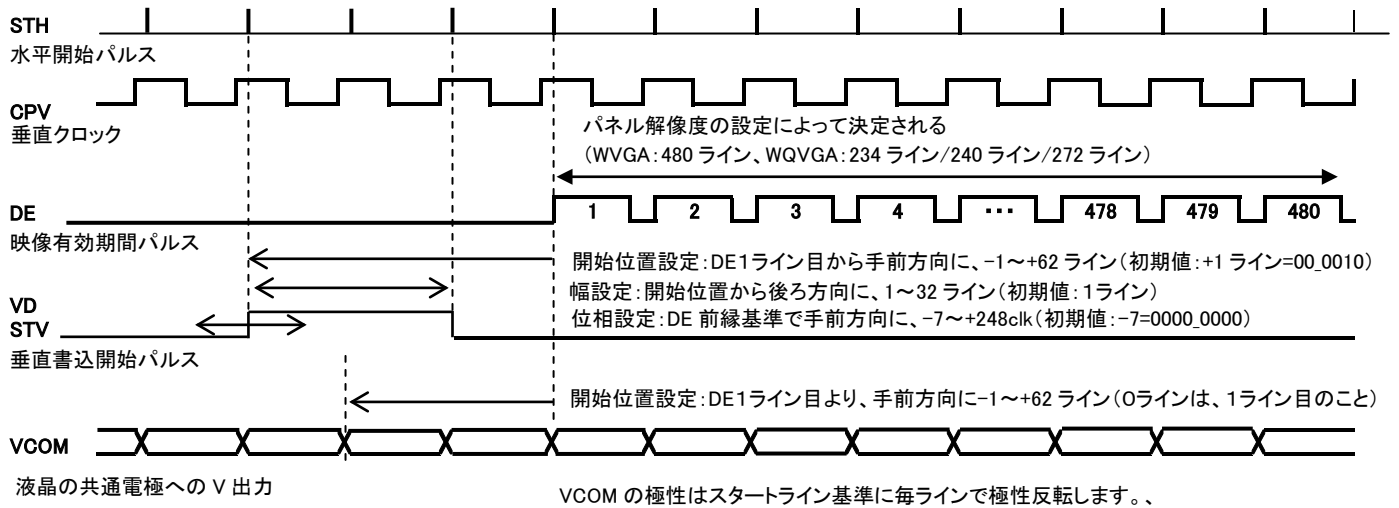 STH
水平開始パルス
CPV
垂直クロック
パネル解像度の設定によって決定される
(WVGA:480 ライン、WQVGA:234 ライン/240 ライン/272 ライン)
DE
1 2 3 4 ・・・ 478 479 480
映像有効期間パルス
開始位置設定:DE1ライン目から手前方向に、-1~+62 ライン(初期値:+1 ライン=00_0010)
VD
幅設定:開始位置から後ろ方向に、1~32 ライン(初期値:1ライン)
STV
位相設定:DE 前縁基準で手前方向に、-7~+248clk(初期値:-7=0000_0000)
垂直書込開始パルス
開始位置設定:DE1ライン目より、手前方向に-1~+62 ライン(0ラインは、1ライン目のこと)
VCOM
液晶の共通電極への V 出力
VCOM の極性はスタートライン基準に毎ラインで極性反転します。、